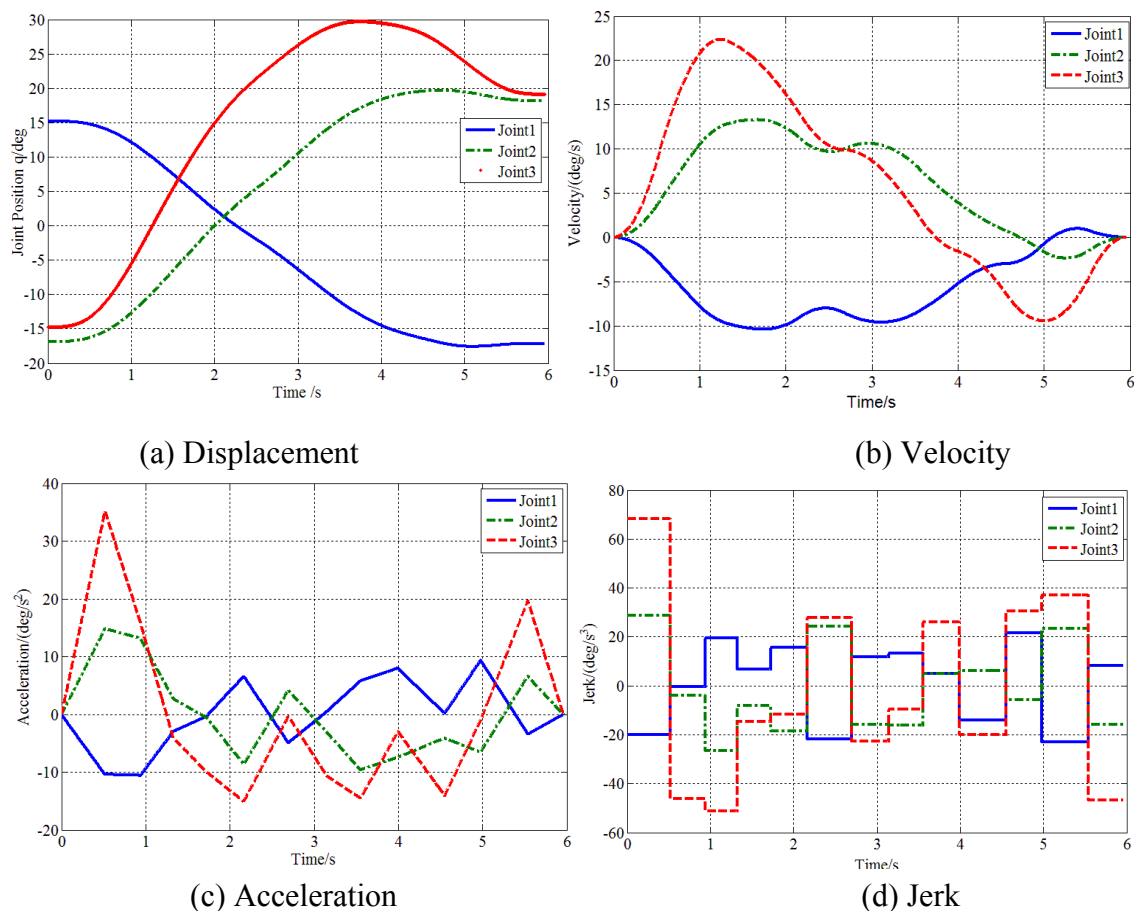 30
25
20
15
10
5
0
-5
-10
-15
-20
Joint Position q/deg
Joint1
Joint2
Joint3
0 1 2 3 4 5 6
Time /s
(a) Displacement
25
20
15
10
5
0
-5
-10
-15
Velocity/(deg/s)
Joint1
Joint2
Joint3
0 1 2 3 4 5 6
Time/s
(b) Velocity
40
30
20
10
0
-10
-20
Acceleration/(deg/s²)
Joint1
Joint2
Joint3
0 1 2 3 4 5 6
Time/s
(c) Acceleration
80
60
40
20
0
-20
-40
-60
Jerk/(deg/s³)
Joint1
Joint2
Joint3
0 1 2 3 4 5 6
Time/s
(d) Jerk